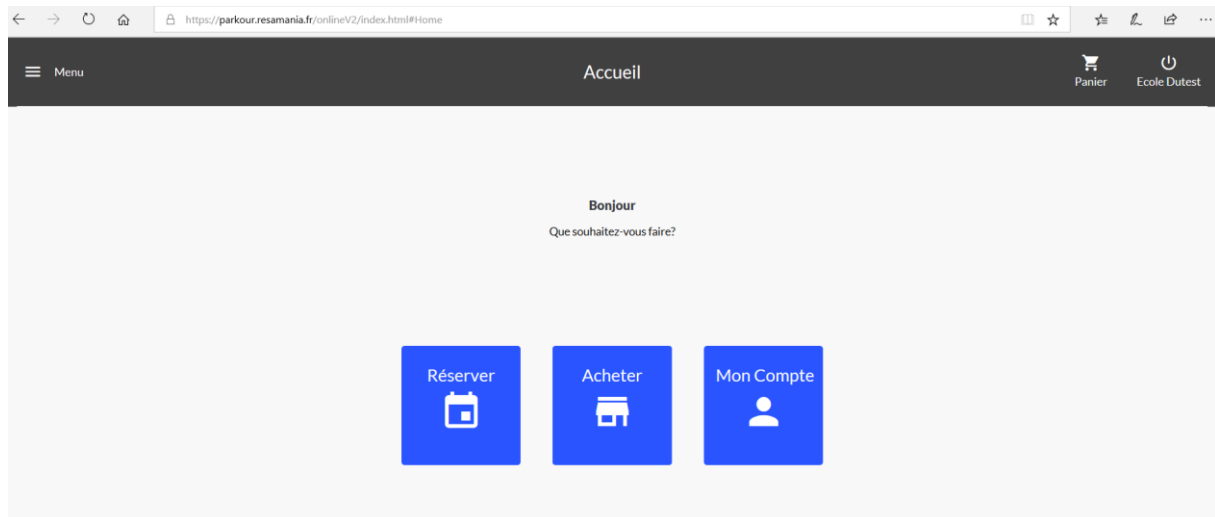 https://parkour.resamania.fr/onlineV2/index.html#Home
Menu
Accueil
Panier
Ecole Dutest
Bonjour
Que souhaitez-vous faire?
Réserver
Acheter
Mon Compte